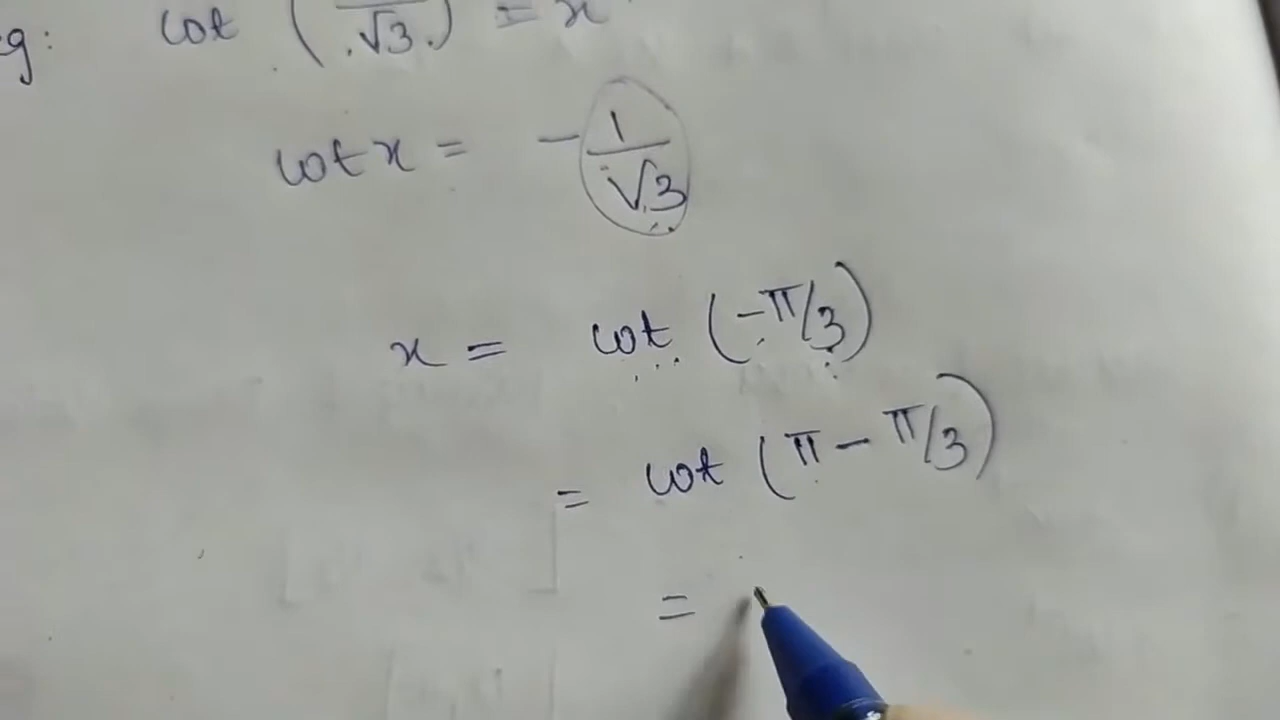 eg: cot ( √3 ) = x
cot x = - 1/√3
x = cot (-π/3)
= cot (π - π/3)
=